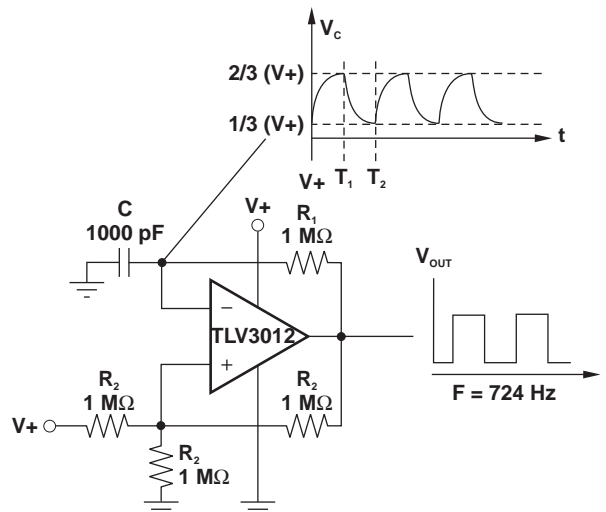 V_C
2/3 (V+)
1/3 (V+)
t
V+ T_1 T_2
C
1000 pF
V+
R_1
1 MΩ
V_OUT
−
TLV3012
+
R_2
1 MΩ
R_2
1 MΩ
F = 724 Hz
V+
R_2
1 MΩ